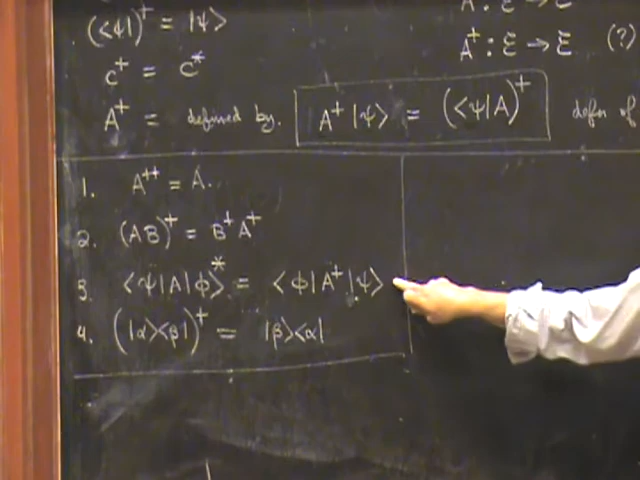 (<ψ|)⁺ = |ψ>
c⁺ = c*
A⁺ = defined by. A⁺|ψ> = (<ψ|A)⁺ defn of
A : Ɛ → Ɛ
A⁺ : Ɛ → Ɛ (?)
1. A⁺⁺ = A.
2. (AB)⁺ = B⁺A⁺
3. <ψ|A|ϕ>* = <ϕ|A⁺|ψ>
4. (|α><β|)⁺ = |β><α|